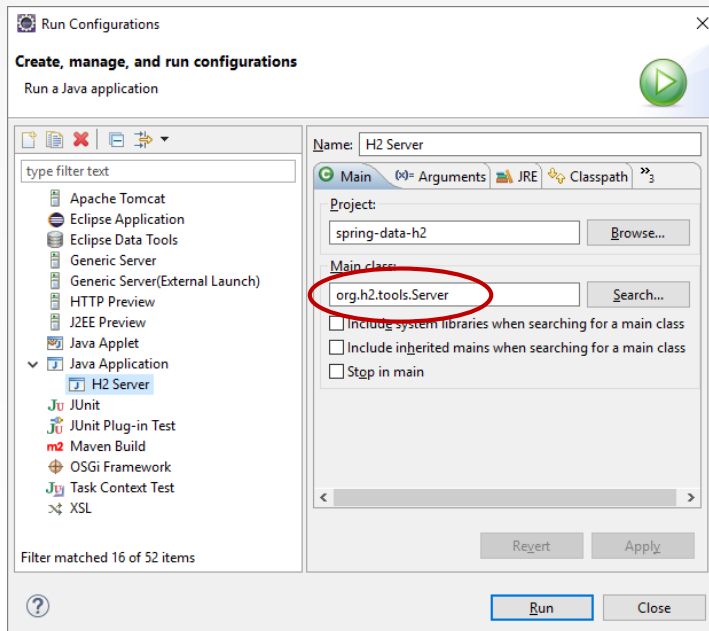 Run Configurations
Create, manage, and run configurations
Run a Java application
type filter text
Apache Tomcat
Eclipse Application
Eclipse Data Tools
Generic Server
Generic Server(External Launch)
HTTP Preview
J2EE Preview
Java Applet
Java Application
H2 Server
JUnit
JUnit Plug-in Test
Maven Build
OSGi Framework
Task Context Test
XSL
Filter matched 16 of 52 items
Name: H2 Server
Main (x)= Arguments JRE Classpath »3
Project:
spring-data-h2 Browse...
Main class:
org.h2.tools.Server Search...
Include system libraries when searching for a main class
Include inherited mains when searching for a main class
Stop in main
Revert Apply
Run Close